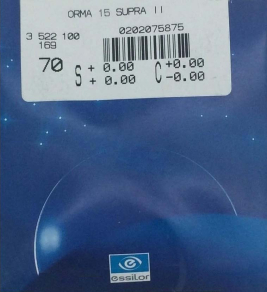 ORMA 15 SUPRA II
3 522 100 0202075875
169
70 S + 0.00 C +0.00
+ 0.00 -0.00
essilor